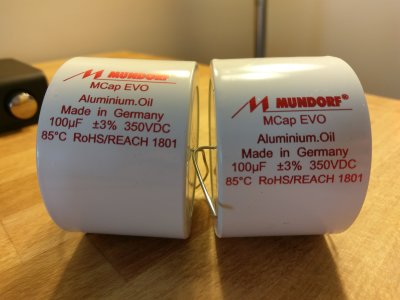 MUNDORF
MCap EVO
Aluminium.Oil
Made in Germany
100µF ±3% 350VDC
85°C RoHS/REACH 1801
MUNDORF®
MCap EVO
Aluminium.Oil
Made in Germany
100µF ±3% 350VDC
85°C RoHS/REACH 1801